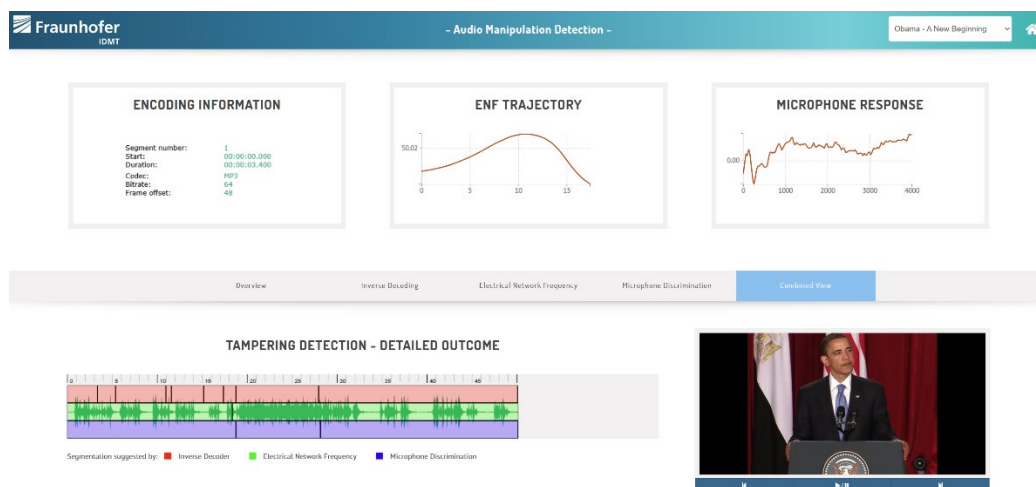 Fraunhofer
IDMT
- Audio Manipulation Detection -
Obama - A New Beginning
ENCODING INFORMATION
Segment number: 1
Start: 00:00:00.000
Duration: 00:00:03.400
Codec: MP3
Bitrate: 64
Frame offset: 48
ENF TRAJECTORY
50.02
0 5 10 15
MICROPHONE RESPONSE
0.00
0 1000 2000 3000 4000
Overview Inverse Decoding Electrical Network Frequency Microphone Discrimination Combined View
TAMPERING DETECTION - DETAILED OUTCOME
0 5 10 15 20 25 30 35 40 45
Segmentation suggested by: Inverse Decoder Electrical Network Frequency Microphone Discrimination